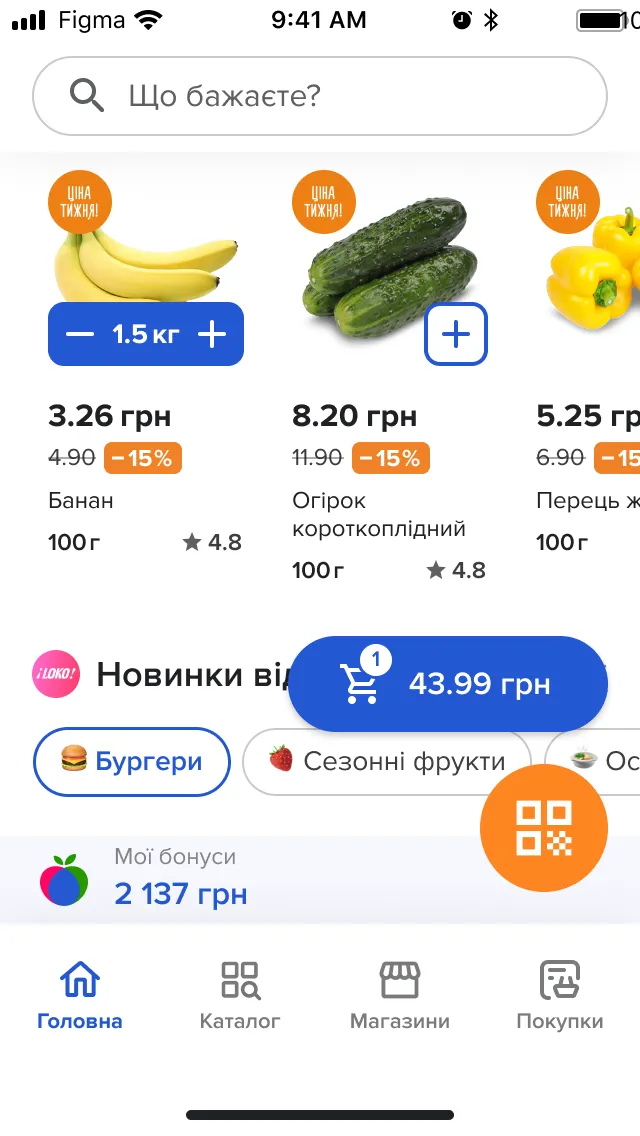 Figma 9:41 AM 10
Що бажаєте?
ЦІНА ТИЖНЯ!
ЦІНА ТИЖНЯ!
ЦІНА ТИЖНЯ!
1.5 кг
3.26 грн
4.90 −15%
Банан
100 г 4.8
8.20 грн
11.90 −15%
Огірок
короткоплідний
100 г 4.8
5.25 гр
6.90 −15
Перець ж
100 г
¡LOKO!
Новинки від
1
43.99 грн
Бургери
Сезонні фрукти
Ос
Мої бонуси
2 137 грн
Головна
Каталог
Магазини
Покупки